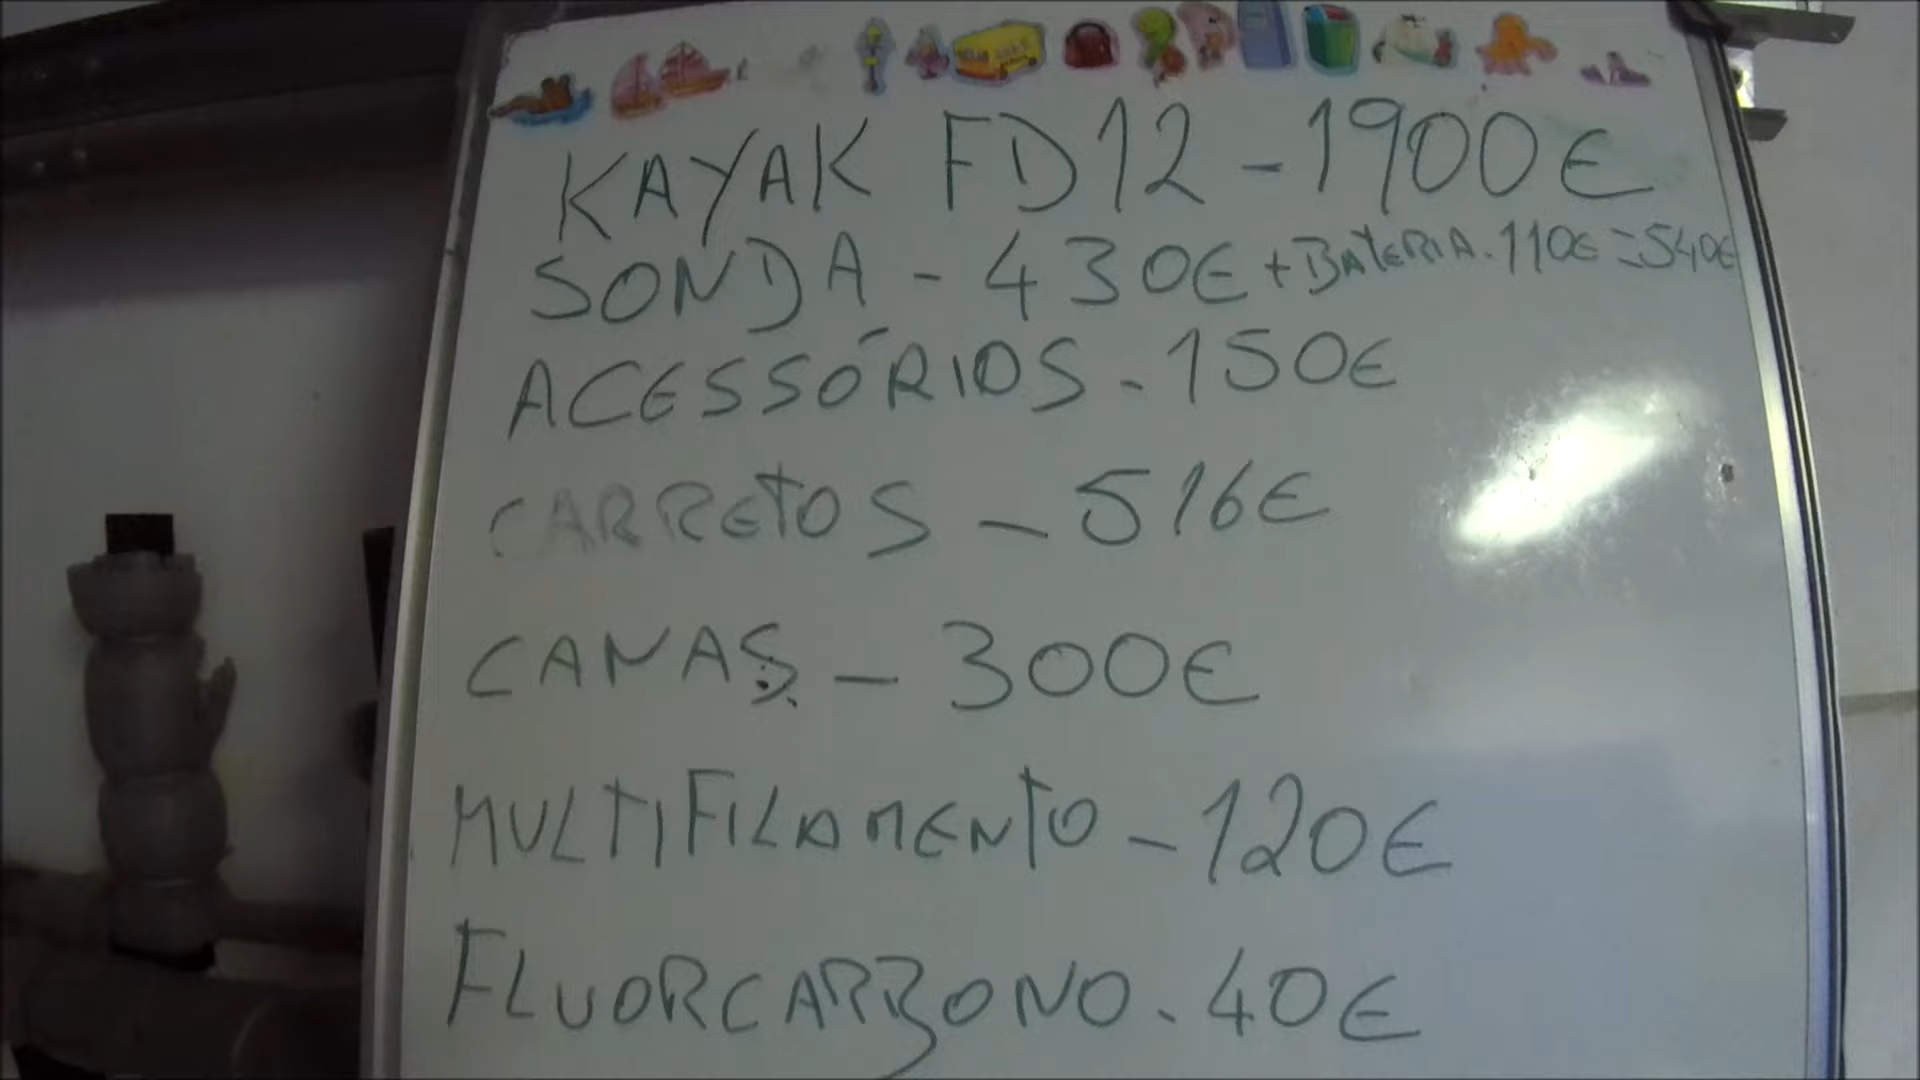 KAYAK FD12 - 1900€
SONDA - 430€ + BATERIA. 110€ = 540€
ACESSÓRIOS - 150€
CARRETOS - 516€
CANAS - 300€
MULTIFILAMENTO - 120€
FLUORCARBONO. 40€